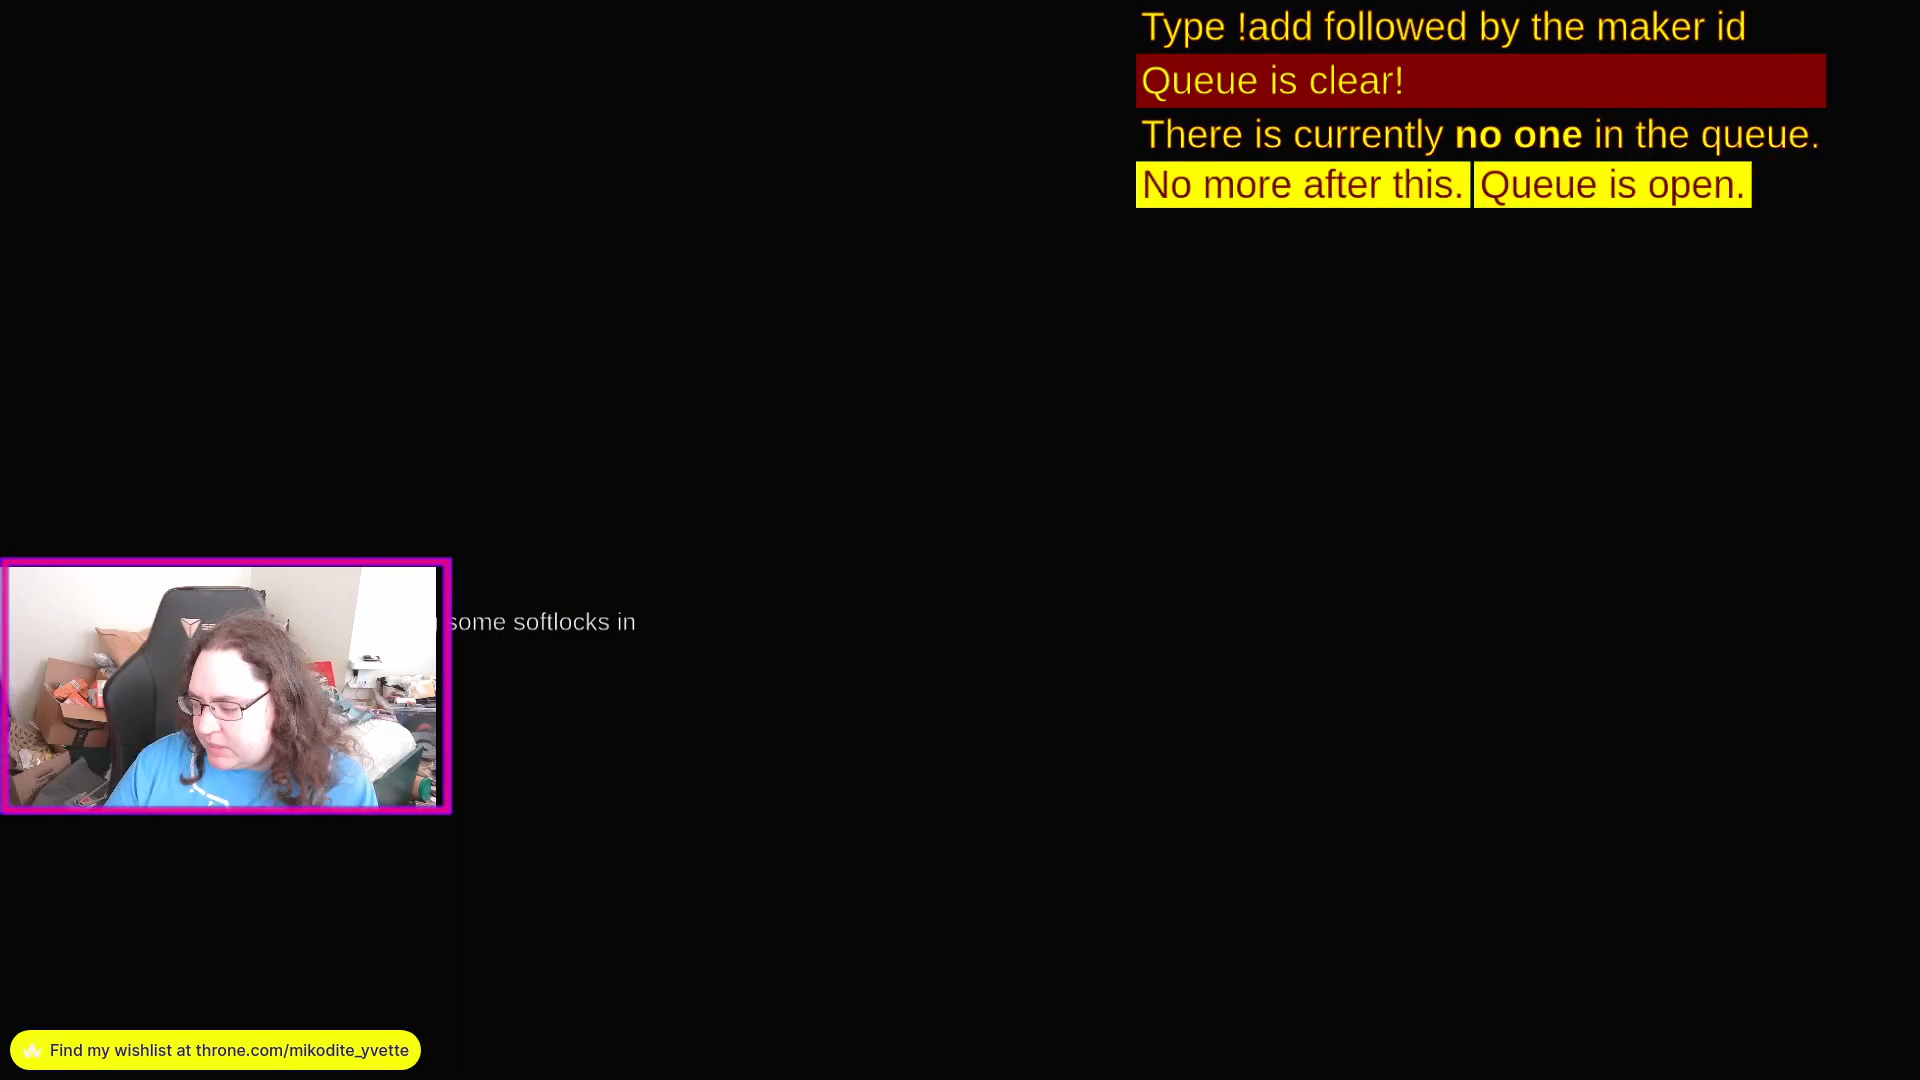 Type !add followed by the maker id
Queue is clear!
There is currently no one in the queue.
No more after this. Queue is open.
some softlocks in
Find my wishlist at throne.com/mikodite_yvette